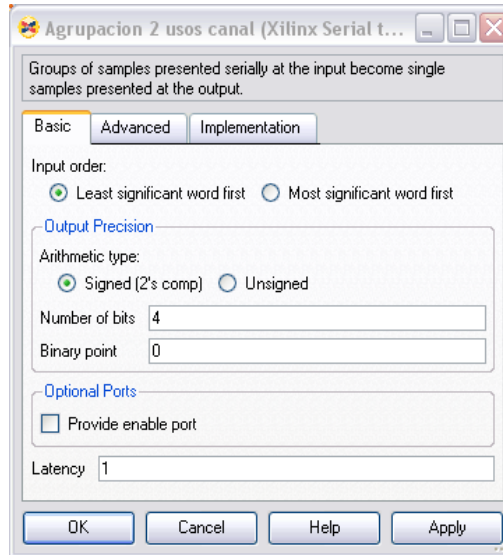 Agrupacion 2 usos canal (Xilinx Serial t...
Groups of samples presented serially at the input become single
samples presented at the output.
Basic Advanced Implementation
Input order:
Least significant word first Most significant word first
Output Precision
Arithmetic type:
Signed (2's comp) Unsigned
Number of bits 4
Binary point 0
Optional Ports
Provide enable port
Latency 1
OK Cancel Help Apply